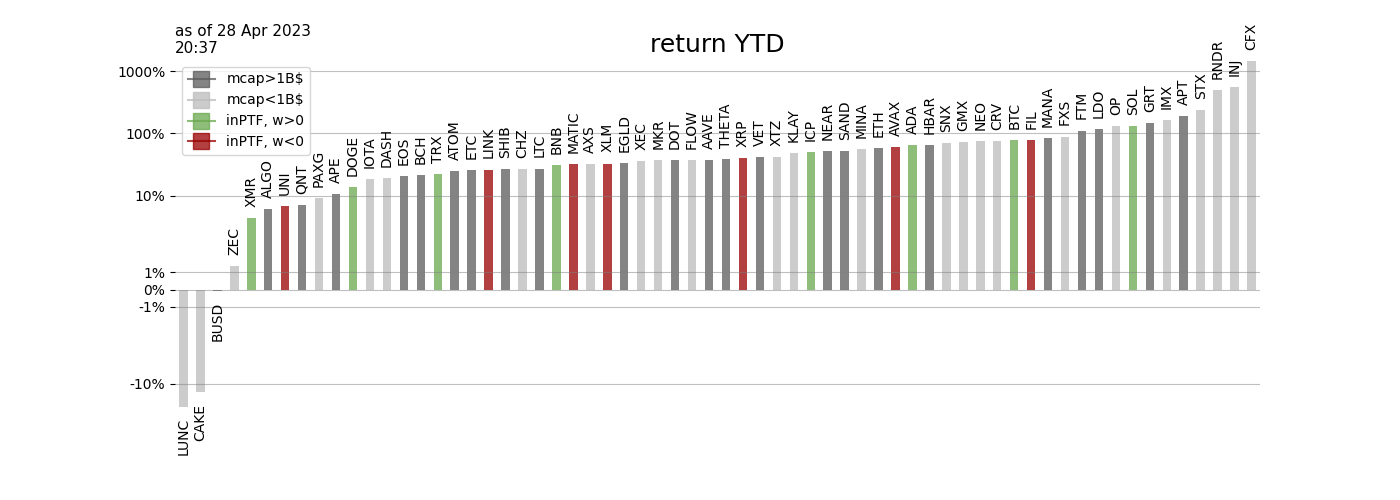 as of 28 Apr 2023
20:37
return YTD
1000%
100%
10%
1%
0%
-1%
-10%
mcap>1B$
mcap<1B$
inPTF, w>0
inPTF, w<0
LUNC
CAKE
BUSD
ZEC
XMR
ALGO
UNI
QNT
PAXG
APE
DOGE
IOTA
DASH
EOS
BCH
TRX
ATOM
ETC
LINK
SHIB
CHZ
LTC
BNB
MATIC
AXS
XLM
EGLD
XEC
MKR
DOT
FLOW
AAVE
THETA
XRP
VET
XTZ
KLAY
ICP
NEAR
SAND
MINA
ETH
AVAX
ADA
HBAR
SNX
GMX
NEO
CRV
BTC
FIL
MANA
FXS
FTM
LDO
OP
SOL
GRT
IMX
APT
STX
RNDR
INJ
CFX